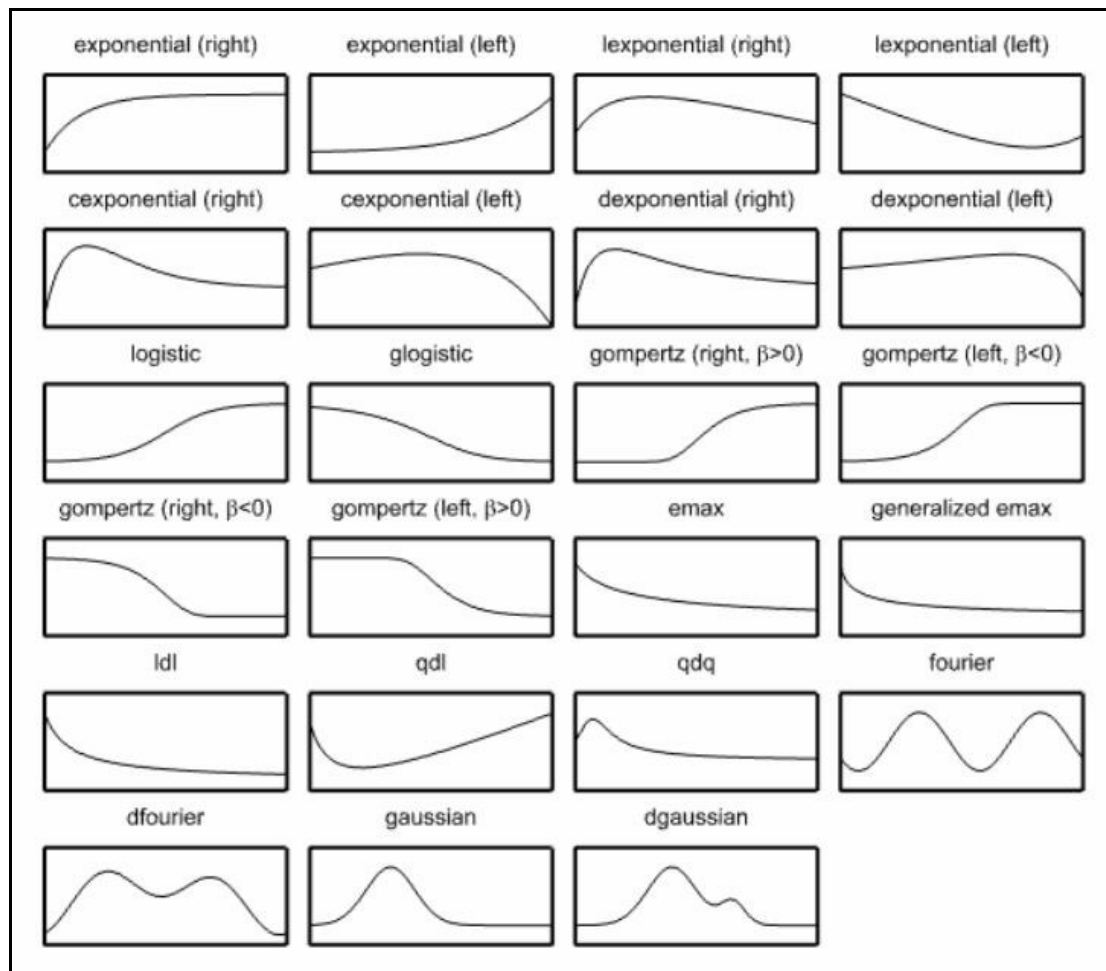 exponential (right) exponential (left) lexponential (right) lexponential (left)
cexponential (right) cexponential (left) dexponential (right) dexponential (left)
logistic glogistic gompertz (right, β>0) gompertz (left, β<0)
gompertz (right, β<0) gompertz (left, β>0) emax generalized emax
ldl qdl qdq fourier
dfourier gaussian dgaussian